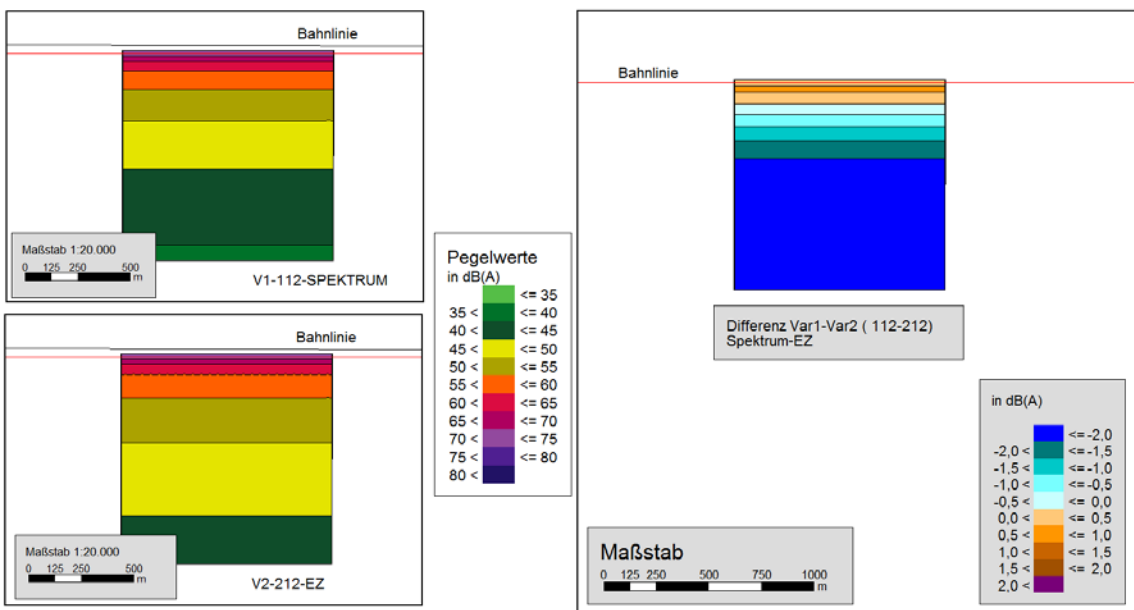 Bahnlinie
Maßstab 1:20.000
0 125 250 500
m
V1-112-SPEKTRUM
Bahnlinie
Maßstab 1:20.000
0 125 250 500
m
V2-212-EZ
Pegelwerte
in dB(A)
<= 35
35 < <= 40
40 < <= 45
45 < <= 50
50 < <= 55
55 < <= 60
60 < <= 65
65 < <= 70
70 < <= 75
75 < <= 80
80 <
Bahnlinie
Differenz Var1-Var2 ( 112-212)
Spektrum-EZ
Maßstab
0 125 250 500 750 1000
m
in dB(A)
<= -2,0
-2,0 < <= -1,5
-1,5 < <= -1,0
-1,0 < <= -0,5
-0,5 < <= 0,0
0,0 < <= 0,5
0,5 < <= 1,0
1,0 < <= 1,5
1,5 < <= 2,0
2,0 <